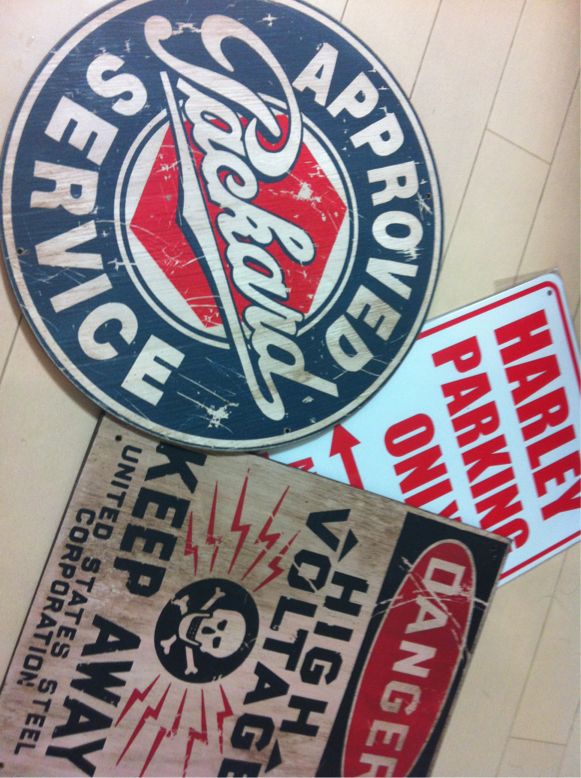 APPROVED
Packard
SERVICE
HARLEY
PARKING
ONLY
DANGER
HIGH
VOLTAGE
KEEP AWAY
UNITED STATES STEEL
CORPORATION